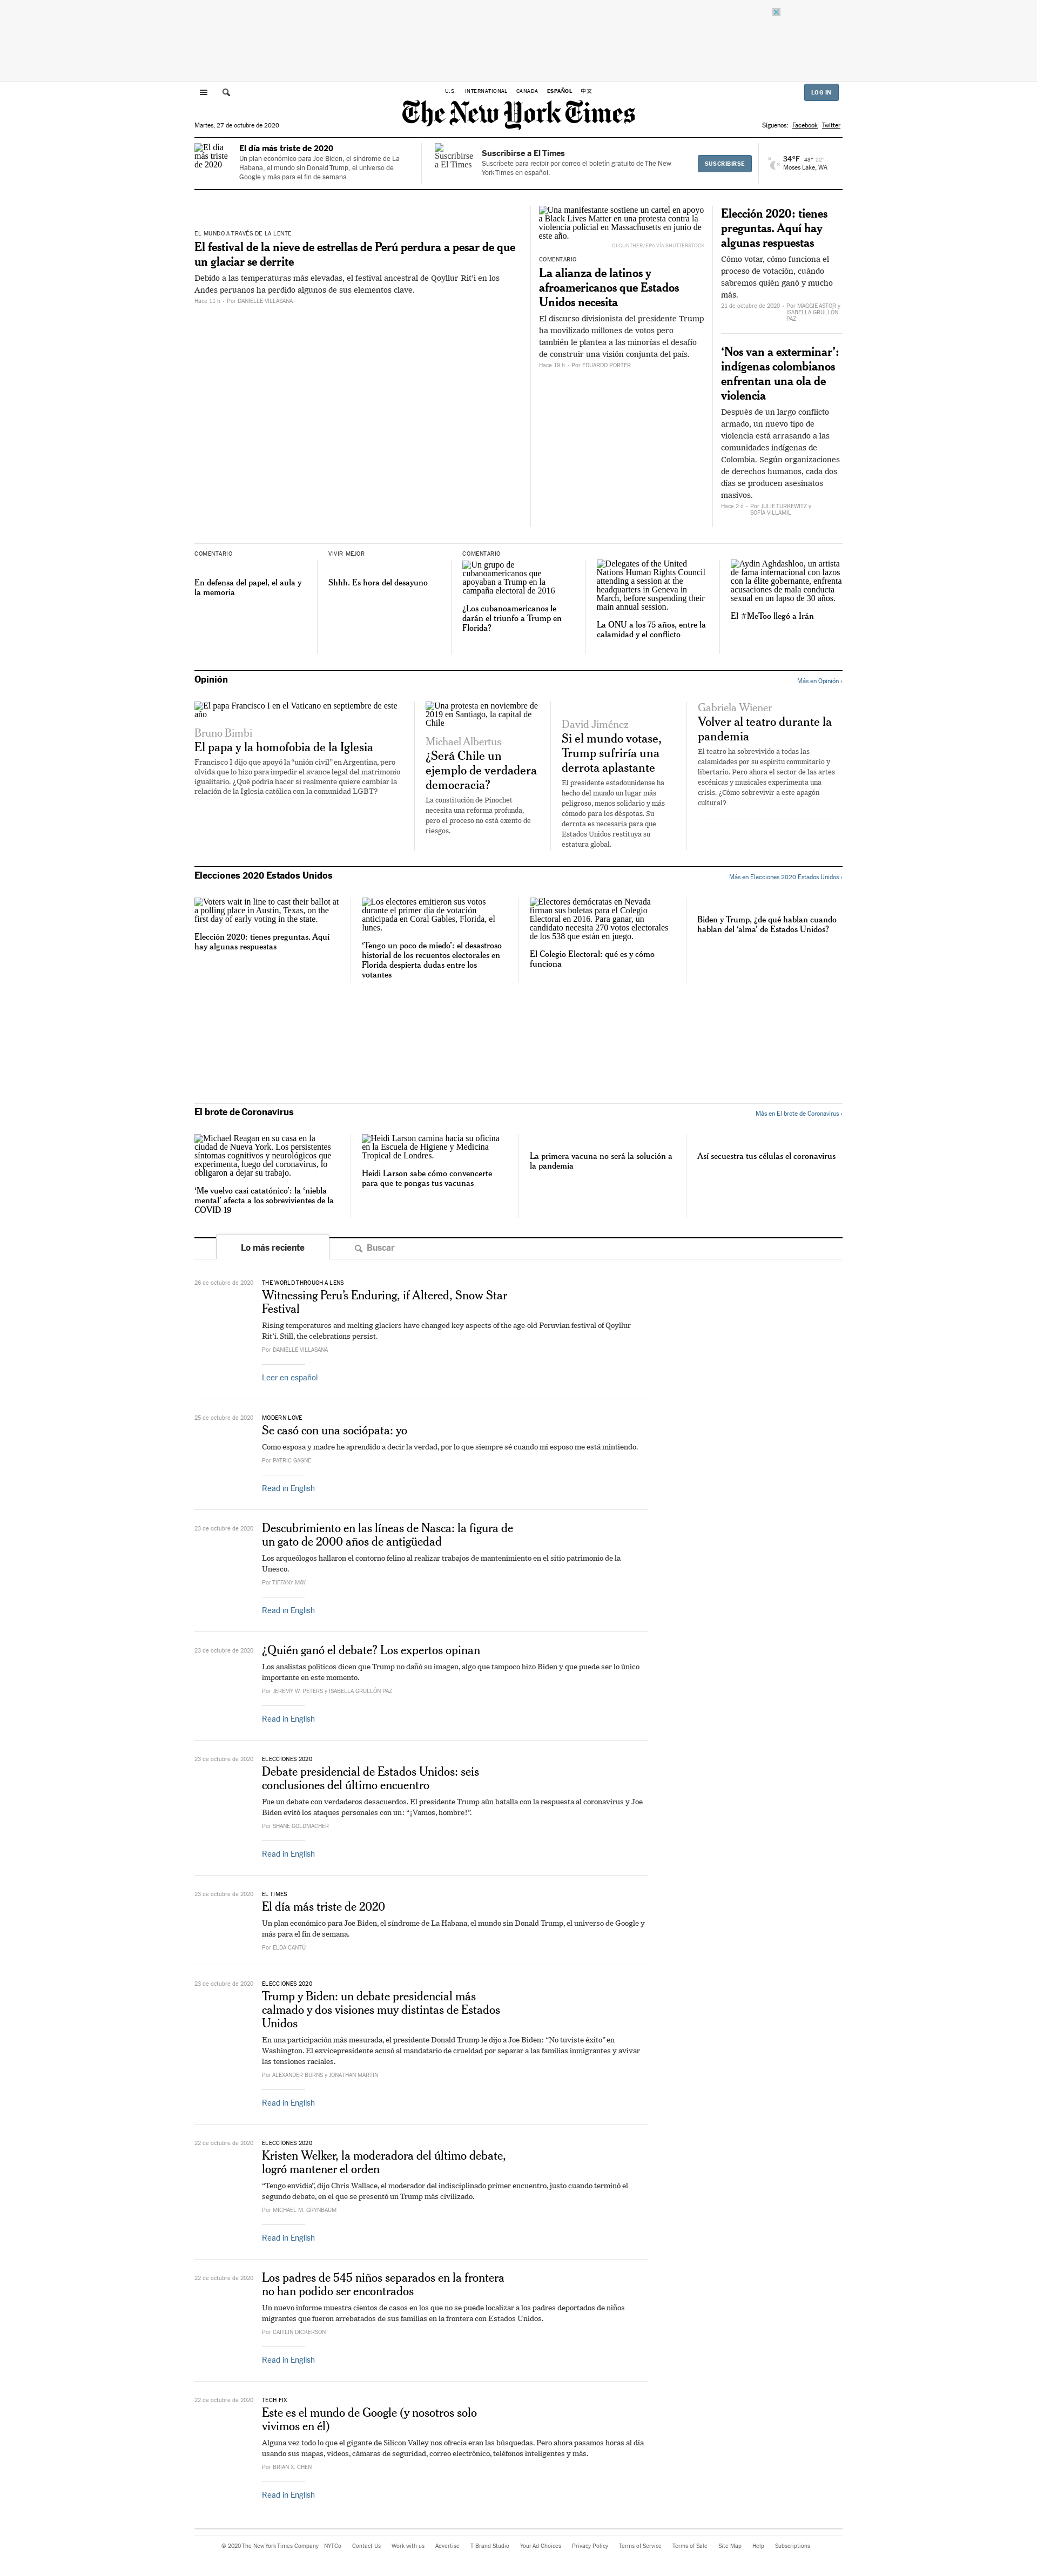 U.S. INTERNATIONAL CANADA ESPAÑOL 中文
LOG IN
The New York Times
Martes, 27 de octubre de 2020
Síguenos: Facebook Twitter
El día
más triste
de 2020
El día más triste de 2020
Un plan económico para Joe Biden, el síndrome de La
Habana, el mundo sin Donald Trump, el universo de
Google y más para el fin de semana.
Suscribirse
a El Times
Suscribirse a El Times
Suscríbete para recibir por correo el boletín gratuito de The New
York Times en español.
SUSCRIBIRSE
34°F 43° 22°
Moses Lake, WA
EL MUNDO A TRAVÉS DE LA LENTE
El festival de la nieve de estrellas de Perú perdura a pesar de que
un glaciar se derrite
Debido a las temperaturas más elevadas, el festival ancestral de Qoyllur Rit'i en los
Andes peruanos ha perdido algunos de sus elementos clave.
Hace 11 h - Por DANIELLE VILLASANA
Una manifestante sostiene un cartel en apoyo
a Black Lives Matter en una protesta contra la
violencia policial en Massachusetts en junio de
este año.
CJ GUNTHER/EPA VÍA SHUTTERSTOCK
COMENTARIO
La alianza de latinos y
afroamericanos que Estados
Unidos necesita
El discurso divisionista del presidente Trump
ha movilizado millones de votos pero
también le plantea a las minorías el desafío
de construir una visión conjunta del país.
Hace 19 h - Por EDUARDO PORTER
Elección 2020: tienes
preguntas. Aquí hay
algunas respuestas
Cómo votar, cómo funciona el
proceso de votación, cuándo
sabremos quién ganó y mucho
más.
21 de octubre de 2020 - Por MAGGIE ASTOR y
ISABELLA GRULLÓN
PAZ
‘Nos van a exterminar’:
indígenas colombianos
enfrentan una ola de
violencia
Después de un largo conflicto
armado, un nuevo tipo de
violencia está arrasando a las
comunidades indígenas de
Colombia. Según organizaciones
de derechos humanos, cada dos
días se producen asesinatos
masivos.
Hace 2 d - Por JULIE TURKEWITZ y
SOFÍA VILLAMIL
COMENTARIO
En defensa del papel, el aula y
la memoria
VIVIR MEJOR
Shhh. Es hora del desayuno
COMENTARIO
Un grupo de
cubanoamericanos que
apoyaban a Trump en la
campaña electoral de 2016
¿Los cubanoamericanos le
darán el triunfo a Trump en
Florida?
Delegates of the United
Nations Human Rights Council
attending a session at the
headquarters in Geneva in
March, before suspending their
main annual session.
La ONU a los 75 años, entre la
calamidad y el conflicto
Aydin Aghdashloo, un artista
de fama internacional con lazos
con la élite gobernante, enfrenta
acusaciones de mala conducta
sexual en un lapso de 30 años.
El #MeToo llegó a Irán
Opinión
Más en Opinión ›
El papa Francisco I en el Vaticano en septiembre de este
año
Bruno Bimbi
El papa y la homofobia de la Iglesia
Francisco I dijo que apoyó la “unión civil” en Argentina, pero
olvida que lo hizo para impedir el avance legal del matrimonio
igualitario. ¿Qué podría hacer si realmente quiere cambiar la
relación de la Iglesia católica con la comunidad LGBT?
Una protesta en noviembre de
2019 en Santiago, la capital de
Chile
Michael Albertus
¿Será Chile un
ejemplo de verdadera
democracia?
La constitución de Pinochet
necesita una reforma profunda,
pero el proceso no está exento de
riesgos.
David Jiménez
Si el mundo votase,
Trump sufriría una
derrota aplastante
El presidente estadounidense ha
hecho del mundo un lugar más
peligroso, menos solidario y más
cómodo para los déspotas. Su
derrota es necesaria para que
Estados Unidos restituya su
estatura global.
Gabriela Wiener
Volver al teatro durante la
pandemia
El teatro ha sobrevivido a todas las
calamidades por su espíritu comunitario y
libertario. Pero ahora el sector de las artes
escénicas y musicales experimenta una
crisis. ¿Cómo sobrevivir a este apagón
cultural?
Elecciones 2020 Estados Unidos
Más en Elecciones 2020 Estados Unidos ›
Voters wait in line to cast their ballot at
a polling place in Austin, Texas, on the
first day of early voting in the state.
Elección 2020: tienes preguntas. Aquí
hay algunas respuestas
Los electores emitieron sus votos
durante el primer día de votación
anticipada en Coral Gables, Florida, el
lunes.
‘Tengo un poco de miedo’: el desastroso
historial de los recuentos electorales en
Florida despierta dudas entre los
votantes
Electores demócratas en Nevada
firman sus boletas para el Colegio
Electoral en 2016. Para ganar, un
candidato necesita 270 votos electorales
de los 538 que están en juego.
El Colegio Electoral: qué es y cómo
funciona
Biden y Trump, ¿de qué hablan cuando
hablan del ‘alma’ de Estados Unidos?
El brote de Coronavirus
Más en El brote de Coronavirus ›
Michael Reagan en su casa en la
ciudad de Nueva York. Los persistentes
síntomas cognitivos y neurológicos que
experimenta, luego del coronavirus, lo
obligaron a dejar su trabajo.
‘Me vuelvo casi catatónico’: la ‘niebla
mental’ afecta a los sobrevivientes de la
COVID-19
Heidi Larson camina hacia su oficina
en la Escuela de Higiene y Medicina
Tropical de Londres.
Heidi Larson sabe cómo convencerte
para que te pongas tus vacunas
La primera vacuna no será la solución a
la pandemia
Así secuestra tus células el coronavirus
Lo más reciente
Buscar
26 de octubre de 2020
THE WORLD THROUGH A LENS
Witnessing Peru’s Enduring, if Altered, Snow Star
Festival
Rising temperatures and melting glaciers have changed key aspects of the age-old Peruvian festival of Qoyllur
Rit’i. Still, the celebrations persist.
Por DANIELLE VILLASANA
Leer en español
25 de octubre de 2020
MODERN LOVE
Se casó con una sociópata: yo
Como esposa y madre he aprendido a decir la verdad, por lo que siempre sé cuando mi esposo me está mintiendo.
Por PATRIC GAGNE
Read in English
23 de octubre de 2020
Descubrimiento en las líneas de Nasca: la figura de
un gato de 2000 años de antigüedad
Los arqueólogos hallaron el contorno felino al realizar trabajos de mantenimiento en el sitio patrimonio de la
Unesco.
Por TIFFANY MAY
Read in English
23 de octubre de 2020
¿Quién ganó el debate? Los expertos opinan
Los analistas políticos dicen que Trump no dañó su imagen, algo que tampoco hizo Biden y que puede ser lo único
importante en este momento.
Por JEREMY W. PETERS y ISABELLA GRULLÓN PAZ
Read in English
23 de octubre de 2020
ELECCIONES 2020
Debate presidencial de Estados Unidos: seis
conclusiones del último encuentro
Fue un debate con verdaderos desacuerdos. El presidente Trump aún batalla con la respuesta al coronavirus y Joe
Biden evitó los ataques personales con un: “¡Vamos, hombre!”.
Por SHANE GOLDMACHER
Read in English
23 de octubre de 2020
EL TIMES
El día más triste de 2020
Un plan económico para Joe Biden, el síndrome de La Habana, el mundo sin Donald Trump, el universo de Google y
más para el fin de semana.
Por ELDA CANTÚ
23 de octubre de 2020
ELECCIONES 2020
Trump y Biden: un debate presidencial más
calmado y dos visiones muy distintas de Estados
Unidos
En una participación más mesurada, el presidente Donald Trump le dijo a Joe Biden: “No tuviste éxito” en
Washington. El exvicepresidente acusó al mandatario de crueldad por separar a las familias inmigrantes y avivar
las tensiones raciales.
Por ALEXANDER BURNS y JONATHAN MARTIN
Read in English
22 de octubre de 2020
ELECCIONES 2020
Kristen Welker, la moderadora del último debate,
logró mantener el orden
“Tengo envidia”, dijo Chris Wallace, el moderador del indisciplinado primer encuentro, justo cuando terminó el
segundo debate, en el que se presentó un Trump más civilizado.
Por MICHAEL M. GRYNBAUM
Read in English
22 de octubre de 2020
Los padres de 545 niños separados en la frontera
no han podido ser encontrados
Un nuevo informe muestra cientos de casos en los que no se puede localizar a los padres deportados de niños
migrantes que fueron arrebatados de sus familias en la frontera con Estados Unidos.
Por CAITLIN DICKERSON
Read in English
22 de octubre de 2020
TECH FIX
Este es el mundo de Google (y nosotros solo
vivimos en él)
Alguna vez todo lo que el gigante de Silicon Valley nos ofrecía eran las búsquedas. Pero ahora pasamos horas al día
usando sus mapas, videos, cámaras de seguridad, correo electrónico, teléfonos inteligentes y más.
Por BRIAN X. CHEN
Read in English
© 2020 The New York Times Company NYTCo Contact Us Work with us Advertise T Brand Studio Your Ad Choices Privacy Policy Terms of Service Terms of Sale Site Map Help Subscriptions